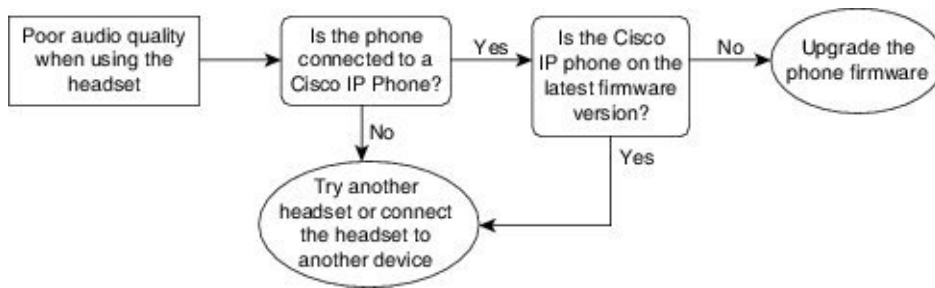 Poor audio quality
when using the
headset
Is the phone
connected to a
Cisco IP Phone?
Yes
Is the Cisco
IP phone on the
latest firmware
version?
No
Upgrade the
phone firmware
No
Yes
Try another
headset or connect
the headset to
another device